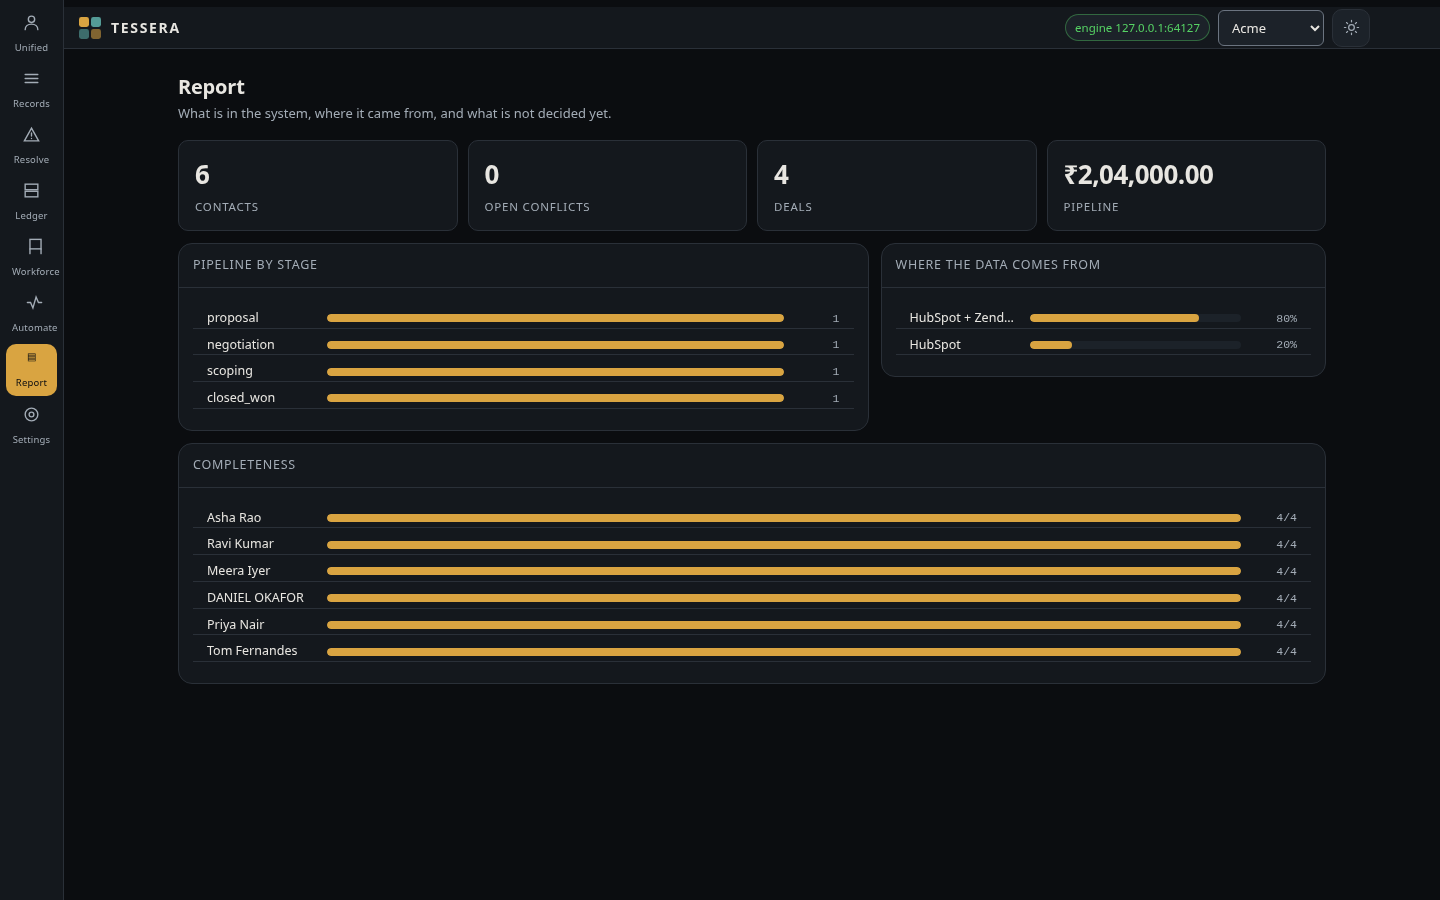 Unified
Records
Resolve
Ledger
Workforce
Automate
Report
Settings
TESSERA
engine 127.0.0.1:64127
Acme
Report
What is in the system, where it came from, and what is not decided yet.
6
CONTACTS
0
OPEN CONFLICTS
4
DEALS
₹2,04,000.00
PIPELINE
PIPELINE BY STAGE
proposal 1
negotiation 1
scoping 1
closed_won 1
WHERE THE DATA COMES FROM
HubSpot + Zend... 80%
HubSpot 20%
COMPLETENESS
Asha Rao 4/4
Ravi Kumar 4/4
Meera Iyer 4/4
DANIEL OKAFOR 4/4
Priya Nair 4/4
Tom Fernandes 4/4